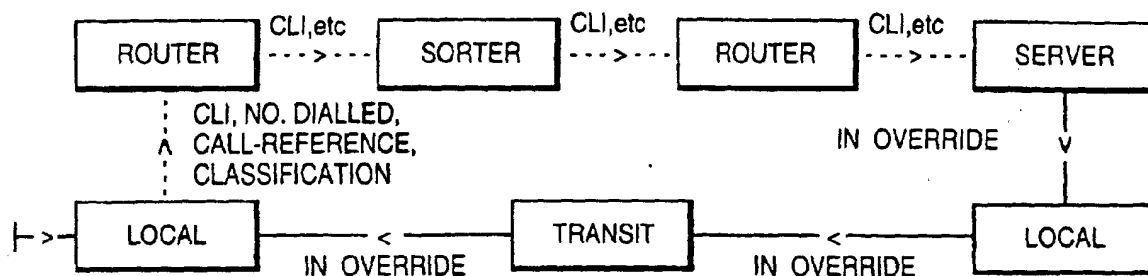 CLI,etc CLI,etc CLI,etc
ROUTER SORTER ROUTER SERVER
CLI, NO. DIALLED,
CALL-REFERENCE,
CLASSIFICATION
IN OVERRIDE
LOCAL TRANSIT LOCAL
IN OVERRIDE IN OVERRIDE